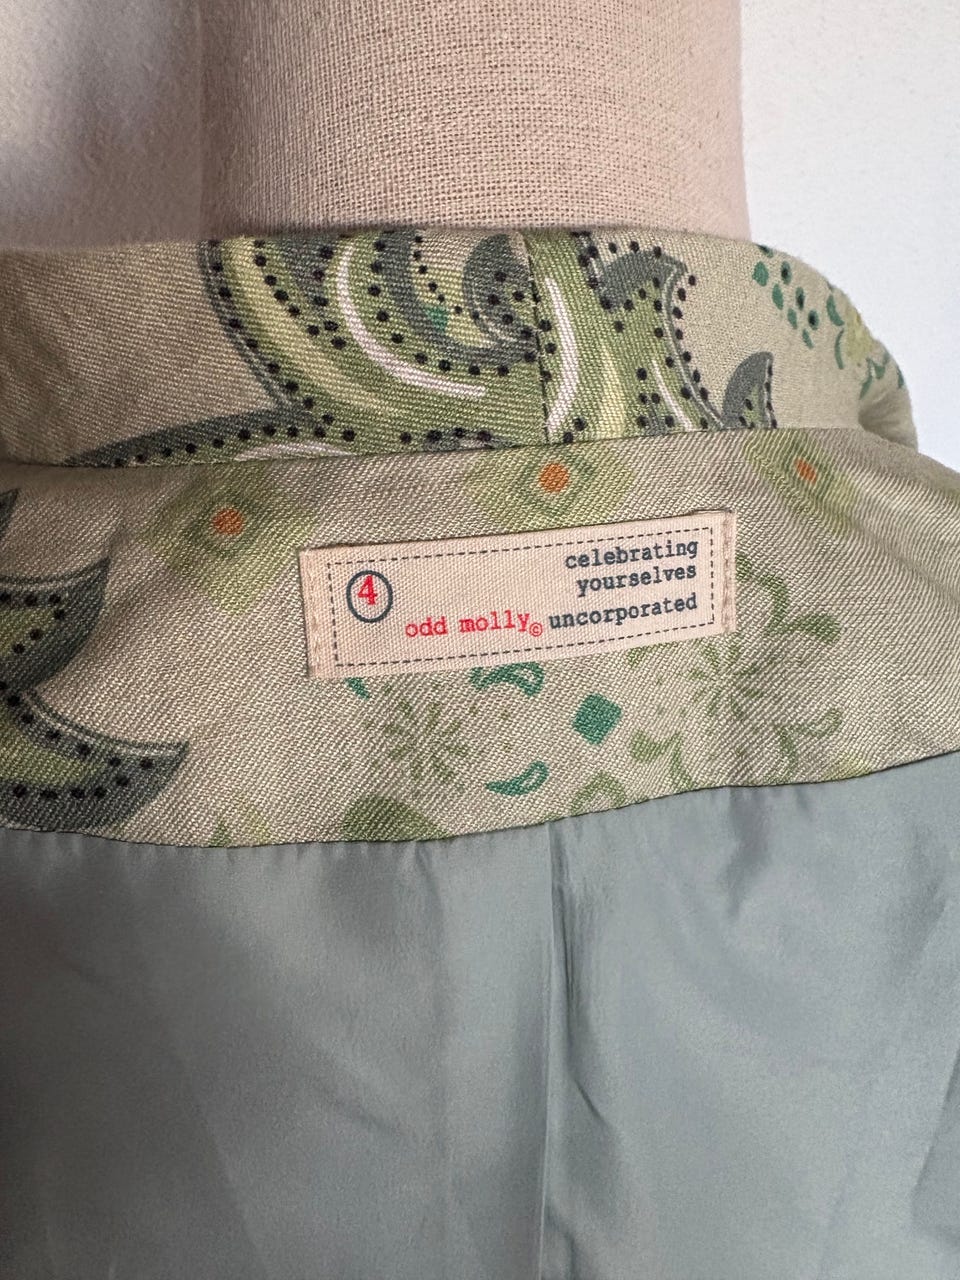 4
celebrating
yourselves
odd molly© uncorporated